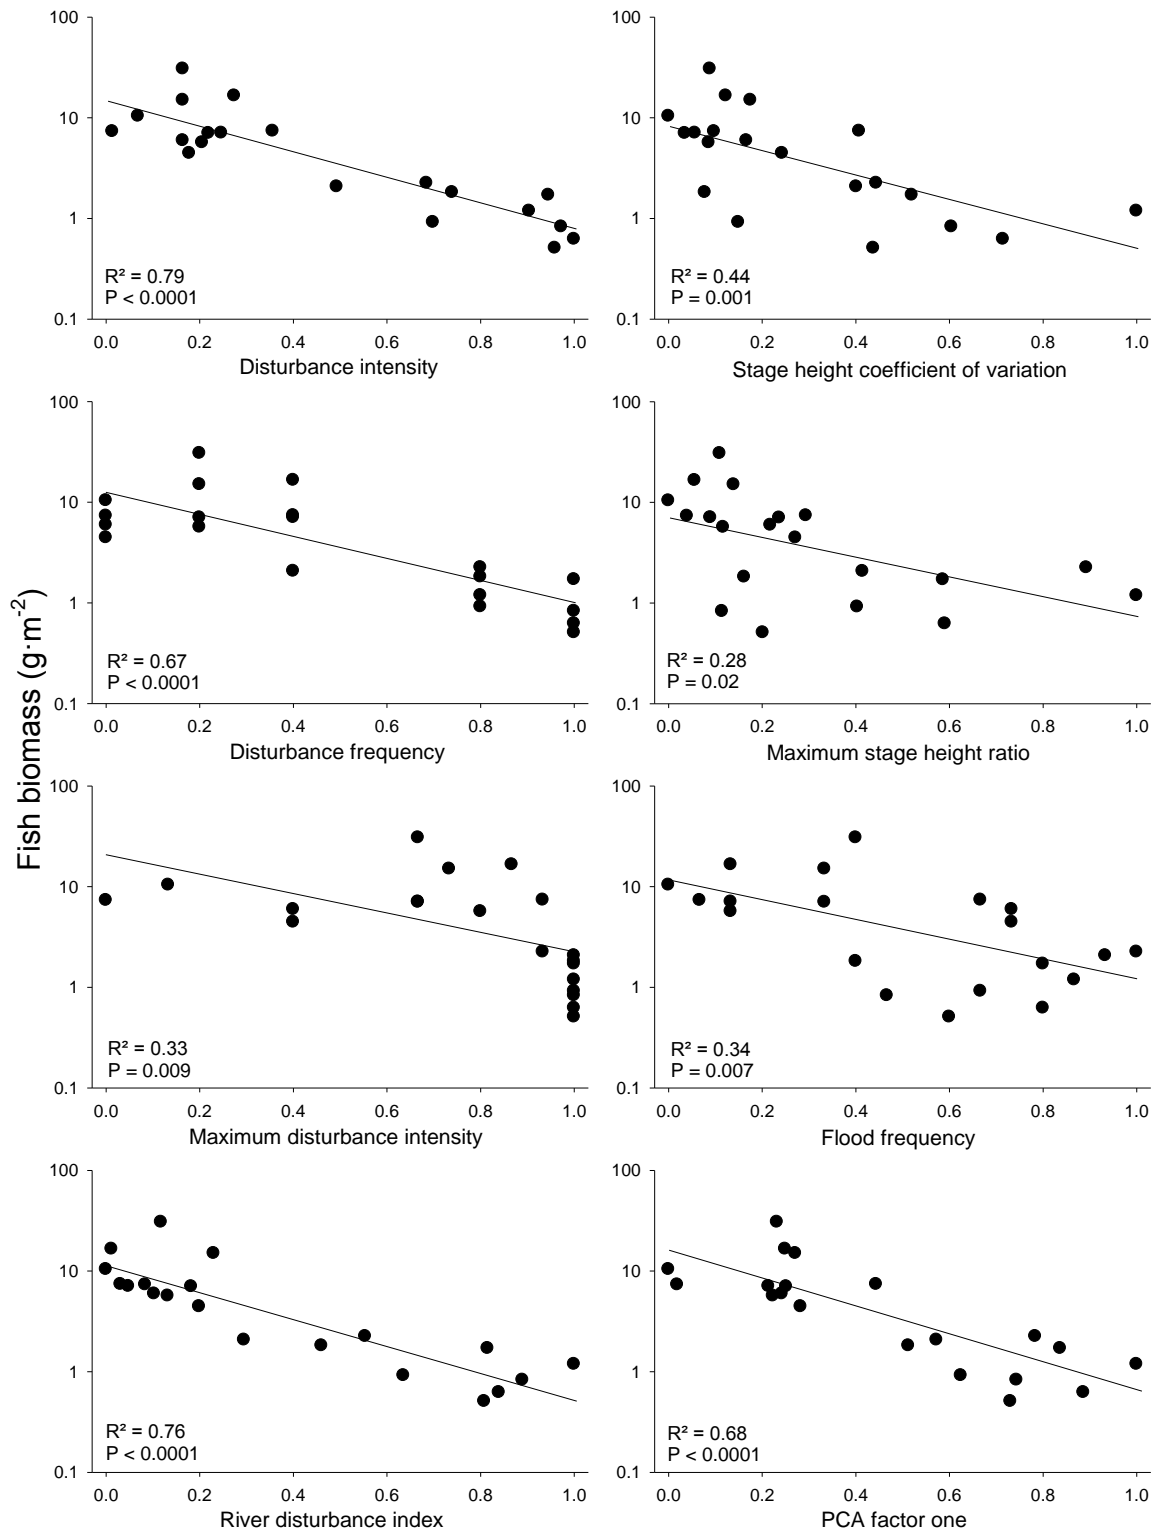 Fish biomass (g·m⁻²)
100
10
1
0.1
R² = 0.79
P < 0.0001
0.0 0.2 0.4 0.6 0.8 1.0
Disturbance intensity
100
10
1
0.1
R² = 0.44
P = 0.001
0.0 0.2 0.4 0.6 0.8 1.0
Stage height coefficient of variation
100
10
1
0.1
R² = 0.67
P < 0.0001
0.0 0.2 0.4 0.6 0.8 1.0
Disturbance frequency
100
10
1
0.1
R² = 0.28
P = 0.02
0.0 0.2 0.4 0.6 0.8 1.0
Maximum stage height ratio
100
10
1
0.1
R² = 0.33
P = 0.009
0.0 0.2 0.4 0.6 0.8 1.0
Maximum disturbance intensity
100
10
1
0.1
R² = 0.34
P = 0.007
0.0 0.2 0.4 0.6 0.8 1.0
Flood frequency
100
10
1
0.1
R² = 0.76
P < 0.0001
0.0 0.2 0.4 0.6 0.8 1.0
River disturbance index
100
10
1
0.1
R² = 0.68
P < 0.0001
0.0 0.2 0.4 0.6 0.8 1.0
PCA factor one